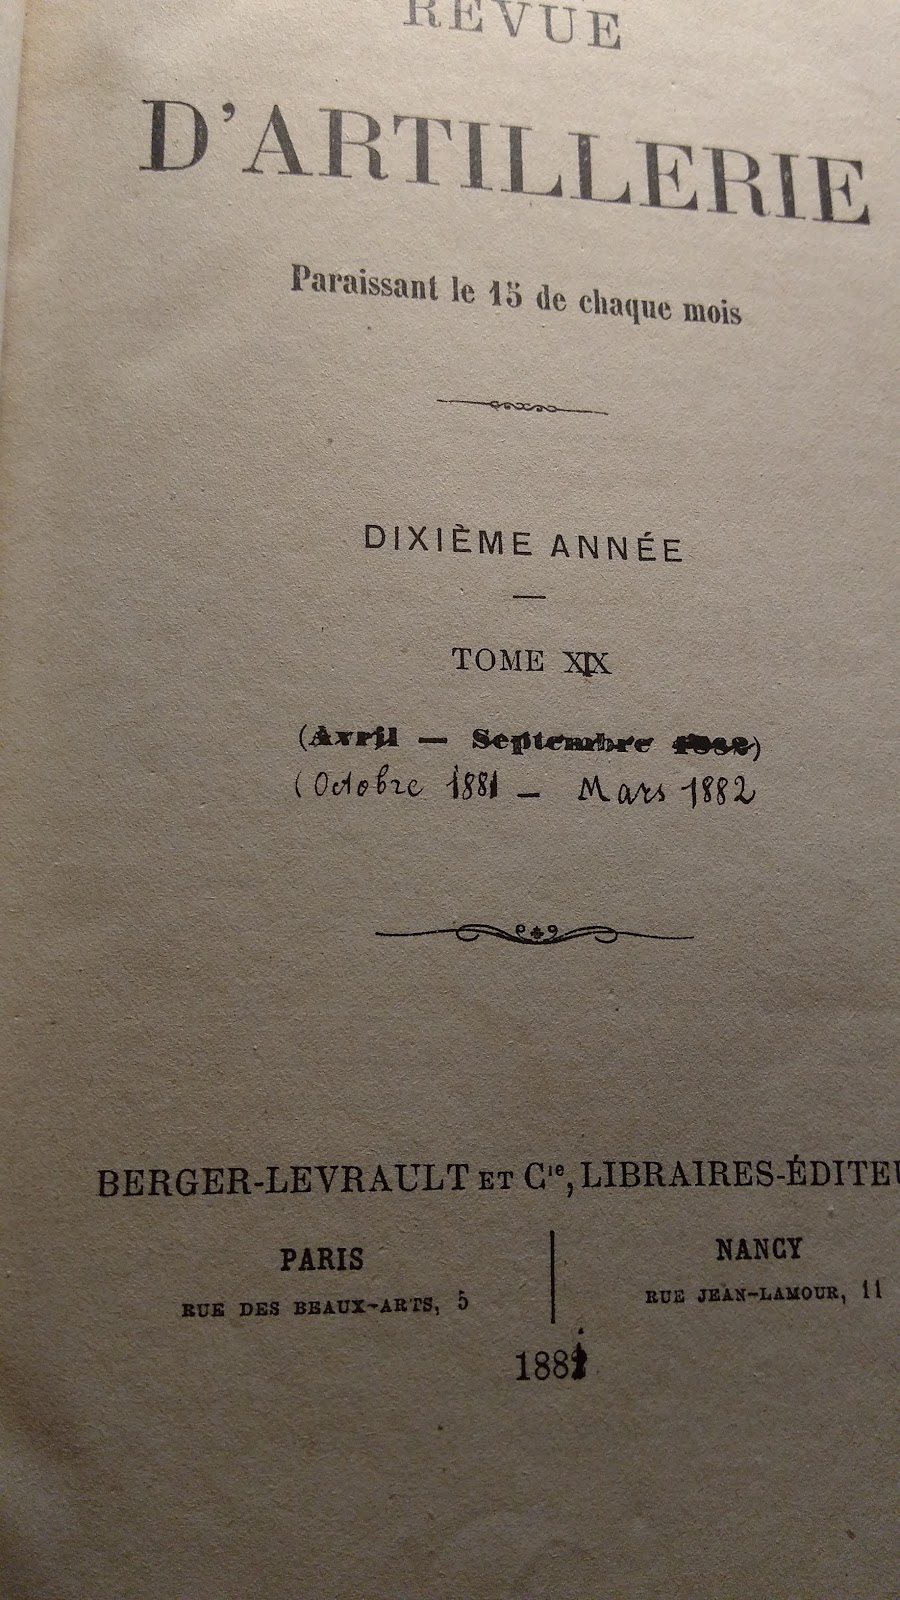 REVUE
D'ARTILLERIE
Paraissant le 15 de chaque mois
DIXIÈME ANNÉE
TOME XIX
(Avril — Septembre 1882)
(Octobre 1881 — Mars 1882
BERGER-LEVRAULT ET Cie, LIBRAIRES-ÉDITEU
PARIS
RUE DES BEAUX-ARTS, 5
NANCY
RUE JEAN-LAMOUR, 11
1881